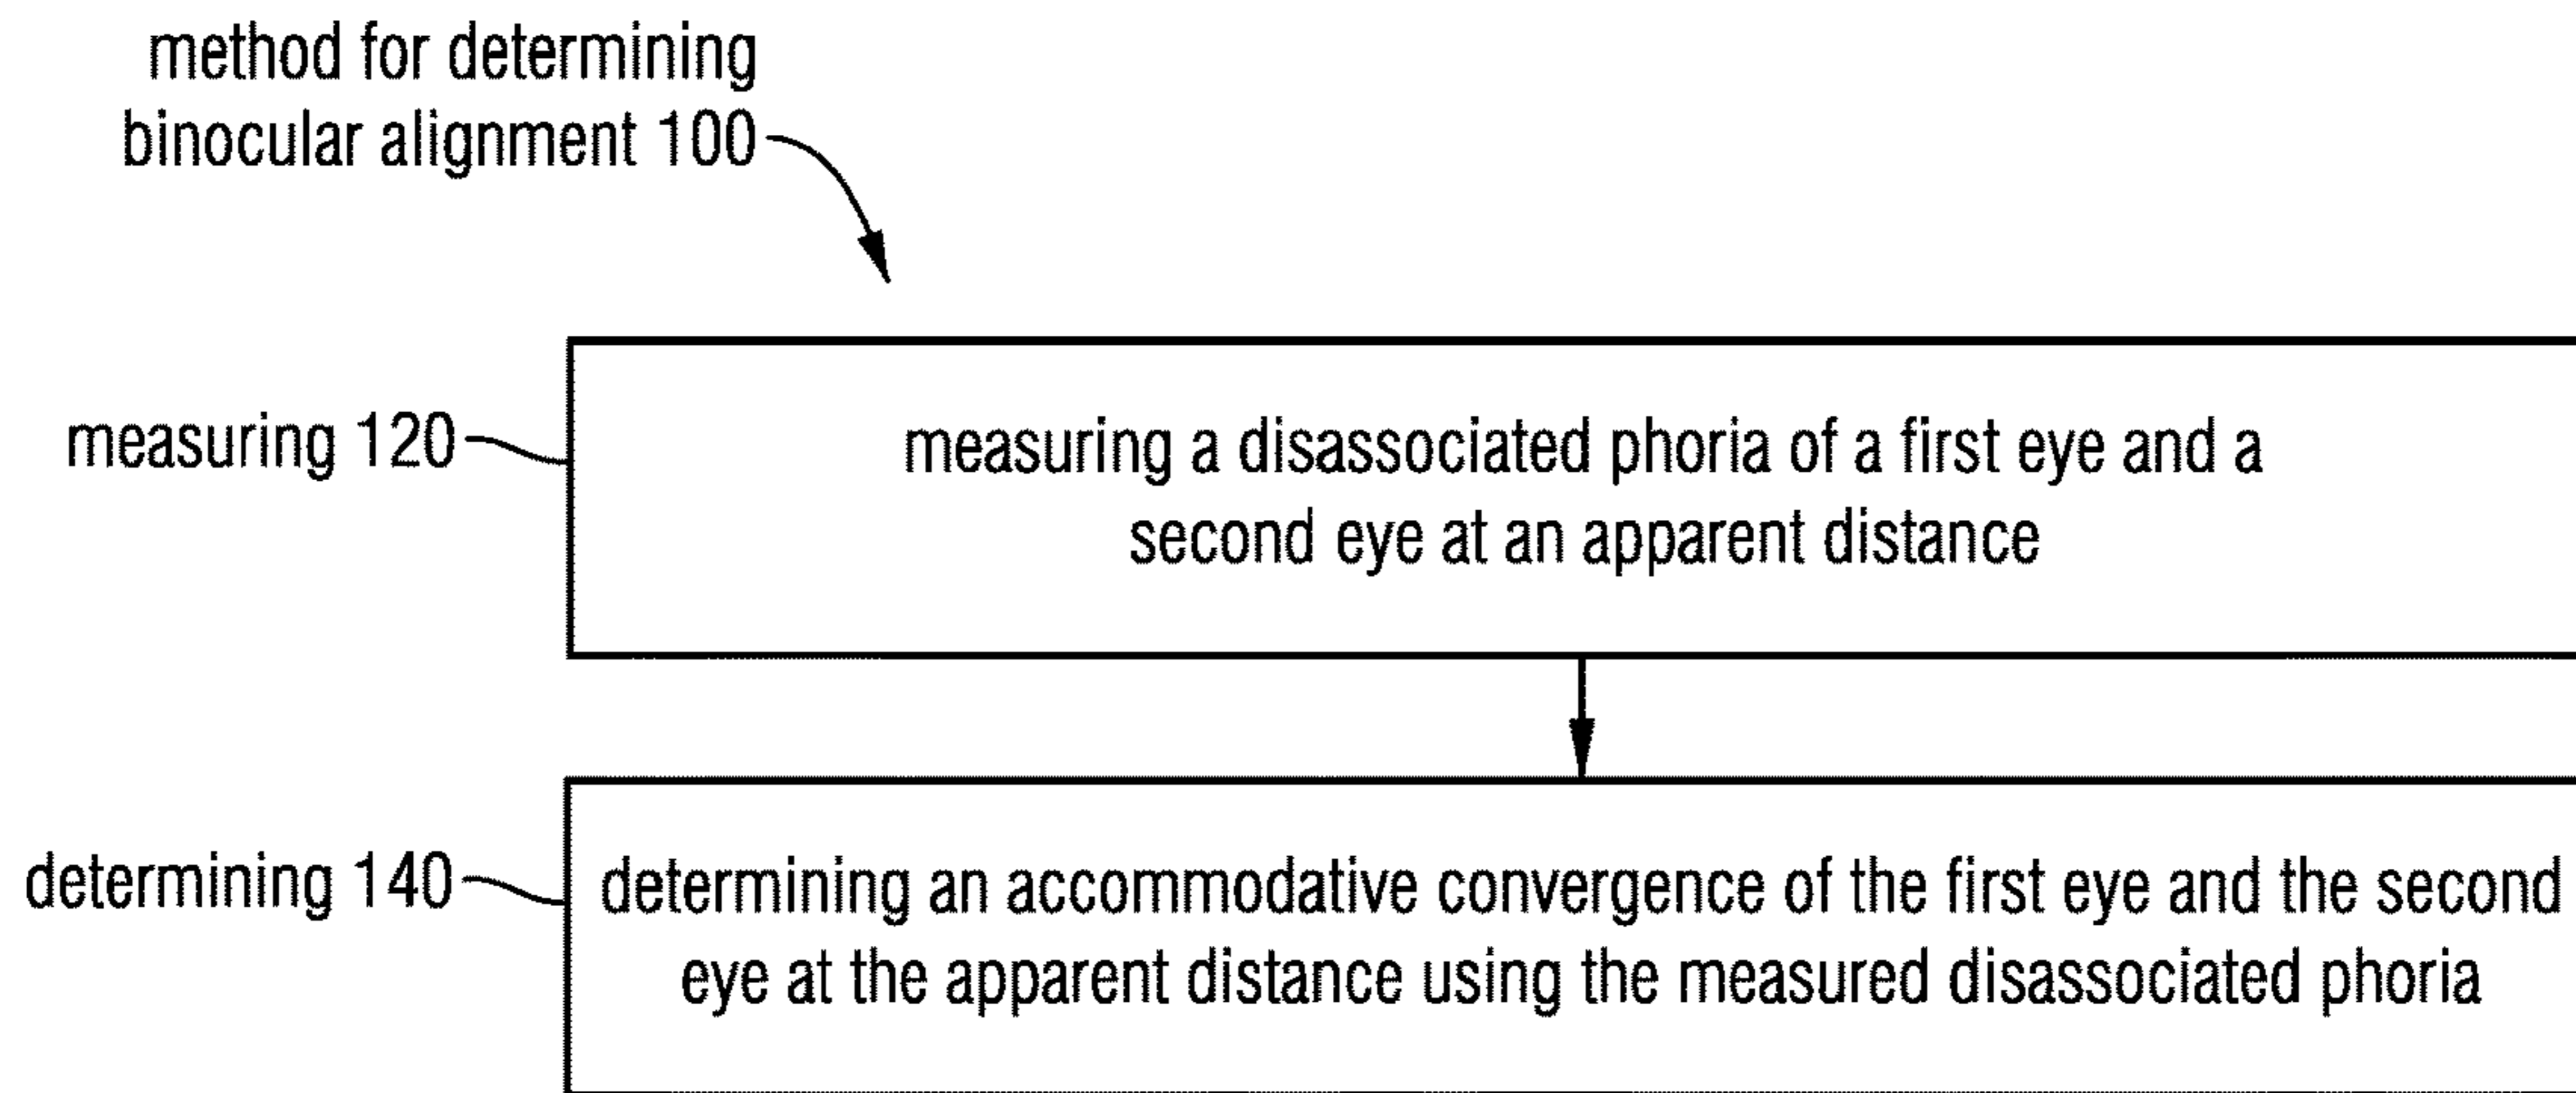 method for determining
binocular alignment 100
measuring 120
measuring a disassociated phoria of a first eye and a
second eye at an apparent distance
determining 140
determining an accommodative convergence of the first eye and the second
eye at the apparent distance using the measured disassociated phoria